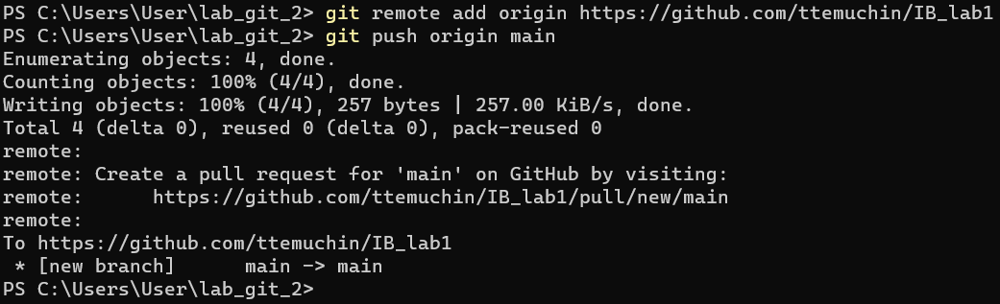 PS C:\Users\User\lab_git_2> git remote add origin https://github.com/ttemuchin/IB_lab1
PS C:\Users\User\lab_git_2> git push origin main
Enumerating objects: 4, done.
Counting objects: 100% (4/4), done.
Writing objects: 100% (4/4), 257 bytes | 257.00 KiB/s, done.
Total 4 (delta 0), reused 0 (delta 0), pack-reused 0
remote:
remote: Create a pull request for 'main' on GitHub by visiting:
remote:      https://github.com/ttemuchin/IB_lab1/pull/new/main
remote:
To https://github.com/ttemuchin/IB_lab1
 * [new branch]      main -> main
PS C:\Users\User\lab_git_2>